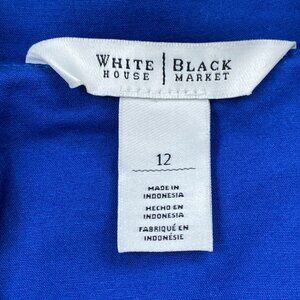 WHITE | BLACK
HOUSE | MARKET
12
MADE IN
INDONESIA
HECHO EN
INDONESIA
FABRIQUÉ EN
INDONÉSIE